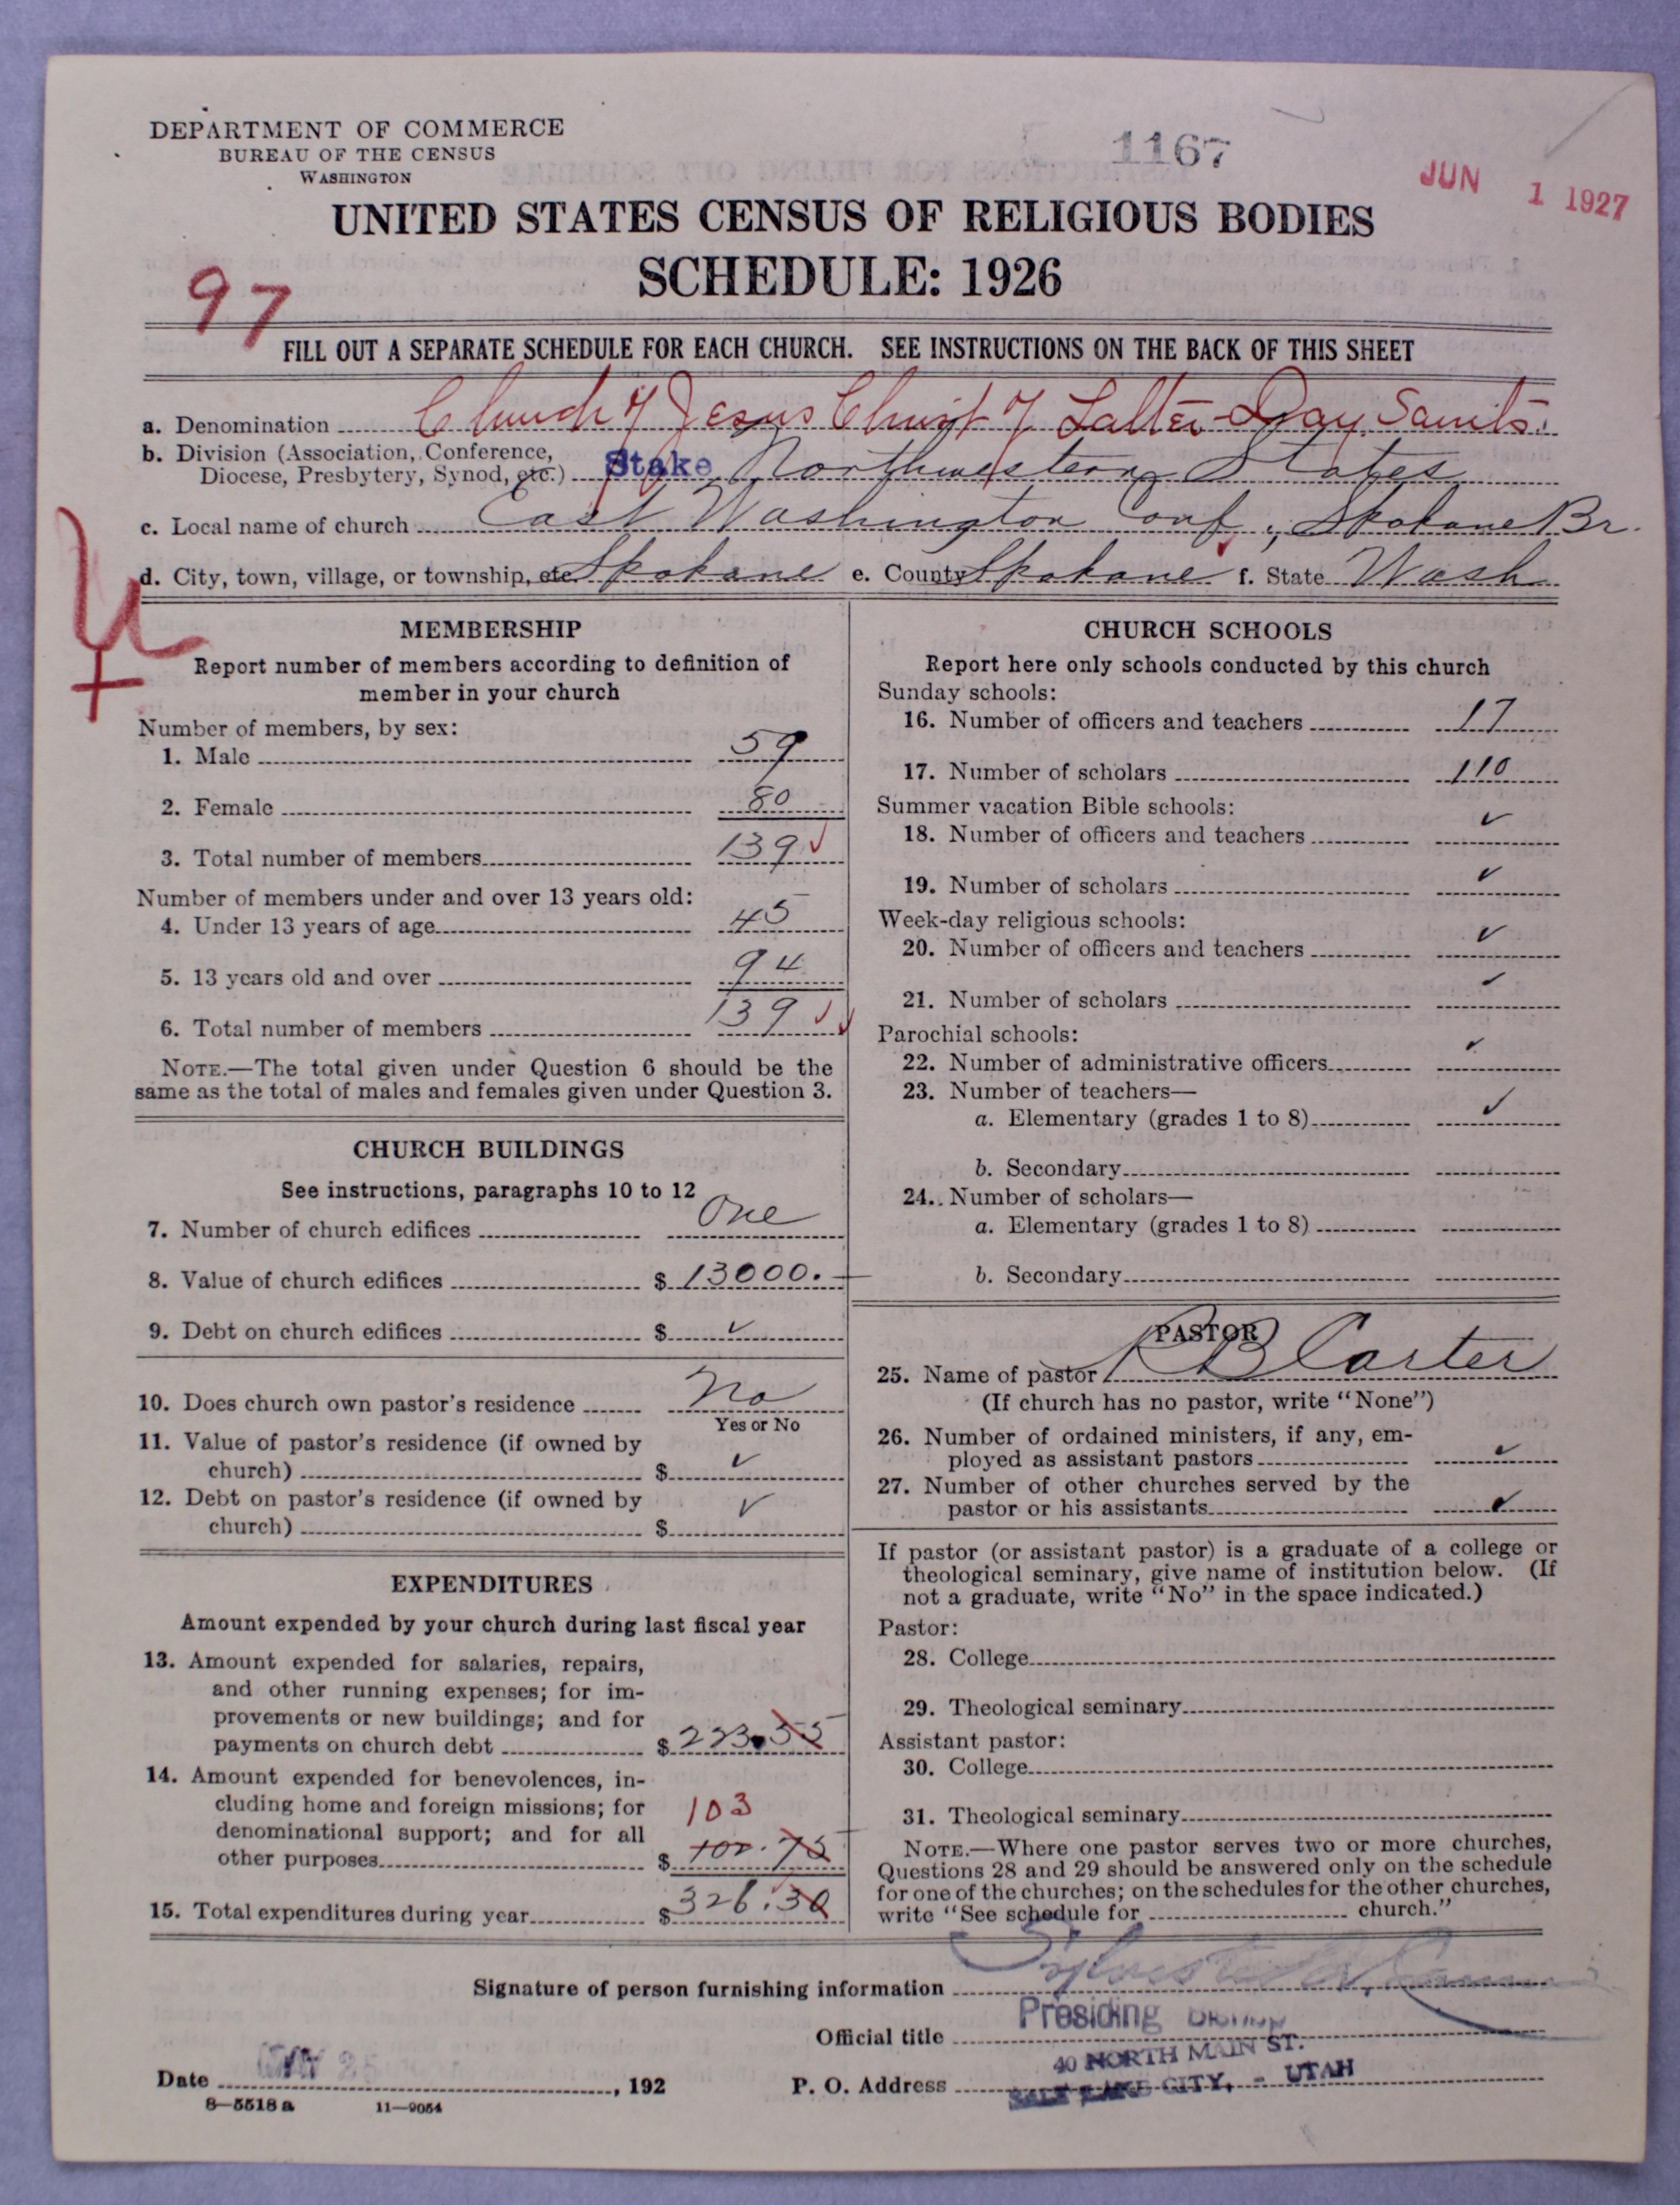 DEPARTMENT OF COMMERCE
BUREAU OF THE CENSUS
WASHINGTON
1167
JUN 1 1927
UNITED STATES CENSUS OF RELIGIOUS BODIES
SCHEDULE: 1926
97
FILL OUT A SEPARATE SCHEDULE FOR EACH CHURCH. SEE INSTRUCTIONS ON THE BACK OF THIS SHEET
a. Denomination Church of Jesus Christ of Latter-Day Saints.
b. Division (Association, Conference,
Diocese, Presbytery, Synod, etc.) Stake Northwestern States
c. Local name of church East Washington Conf., Spokane Br.
d. City, town, village, or township, etc. Spokane e. County Spokane f. State Wash
MEMBERSHIP
Report number of members according to definition of
member in your church
Number of members, by sex:
1. Male 59
2. Female 80
3. Total number of members 139 ✓
Number of members under and over 13 years old:
4. Under 13 years of age 45
5. 13 years old and over 94
6. Total number of members 139 ✓✓
NOTE.—The total given under Question 6 should be the
same as the total of males and females given under Question 3.
CHURCH BUILDINGS
See instructions, paragraphs 10 to 12
7. Number of church edifices One
8. Value of church edifices $ 13000.-
9. Debt on church edifices $ ✓
10. Does church own pastor's residence No
Yes or No
11. Value of pastor's residence (if owned by
church) $ ✓
12. Debt on pastor's residence (if owned by
church) $ ✓
EXPENDITURES
Amount expended by your church during last fiscal year
13. Amount expended for salaries, repairs,
and other running expenses; for im-
provements or new buildings; and for
payments on church debt $ 223.55
14. Amount expended for benevolences, in-
cluding home and foreign missions; for 103
denominational support; and for all
other purposes $ 102.75
15. Total expenditures during year $ 326.30
CHURCH SCHOOLS
Report here only schools conducted by this church
Sunday schools:
16. Number of officers and teachers 17
17. Number of scholars 110
Summer vacation Bible schools:
18. Number of officers and teachers ✓
19. Number of scholars ✓
Week-day religious schools:
20. Number of officers and teachers ✓
21. Number of scholars ✓
Parochial schools:
22. Number of administrative officers ✓
23. Number of teachers—
a. Elementary (grades 1 to 8) ✓
b. Secondary
24. Number of scholars—
a. Elementary (grades 1 to 8)
b. Secondary
PASTOR
25. Name of pastor R B Carter
(If church has no pastor, write "None")
26. Number of ordained ministers, if any, em-
ployed as assistant pastors ✓
27. Number of other churches served by the
pastor or his assistants ✓
If pastor (or assistant pastor) is a graduate of a college or
theological seminary, give name of institution below. (If
not a graduate, write "No" in the space indicated.)
Pastor:
28. College
29. Theological seminary
Assistant pastor:
30. College
31. Theological seminary
NOTE.—Where one pastor serves two or more churches,
Questions 28 and 29 should be answered only on the schedule
for one of the churches; on the schedules for the other churches,
write "See schedule for church."
Signature of person furnishing information
Official title Presiding Bishop
40 NORTH MAIN ST.
Date MAY 25, 192 P. O. Address SALT LAKE CITY, - UTAH
8—5518 a 11—9054